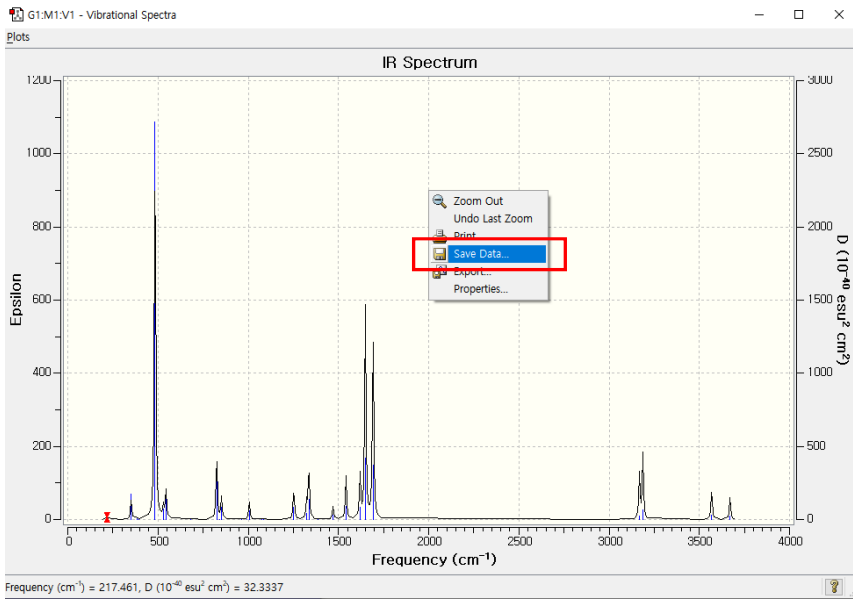 G1:M1:V1 - Vibrational Spectra
Plots
IR Spectrum
1200
3000
1000
2500
800
2000
600
1500
400
1000
200
500
0
0
Epsilon
D (10⁻⁴⁰ esu² cm²)
Zoom Out
Undo Last Zoom
Print...
Save Data...
Export...
Properties...
0 500 1000 1500 2000 2500 3000 3500 4000
Frequency (cm⁻¹)
Frequency (cm⁻¹) = 217.461, D (10⁻⁴⁰ esu² cm²) = 32.3337